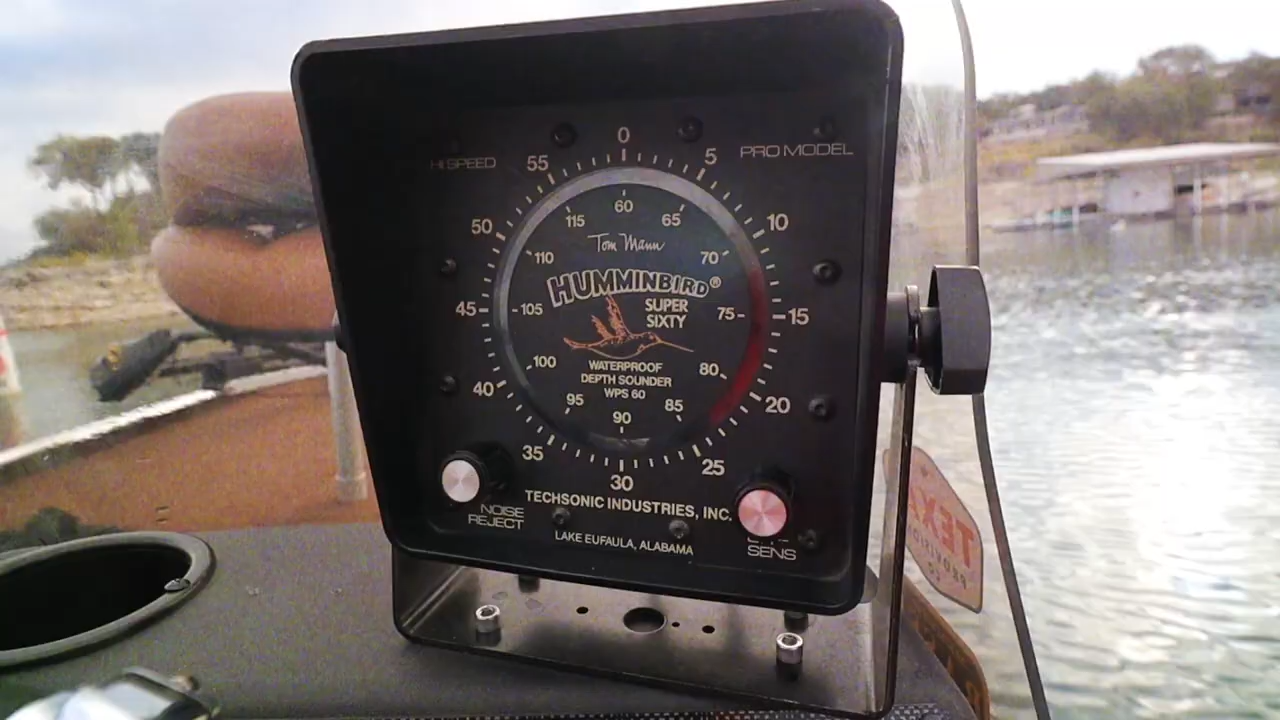 HI SPEED
PRO MODEL
0
5
10
15
20
25
30
35
40
45
50
55
60
65
70
75
80
85
90
95
100
105
110
115
Tom Mann
HUMMINBIRD®
SUPER
SIXTY
WATERPROOF
DEPTH SOUNDER
WPS 60
TECHSONIC INDUSTRIES, INC.
LAKE EUFAULA, ALABAMA
NOISE
REJECT
SENS